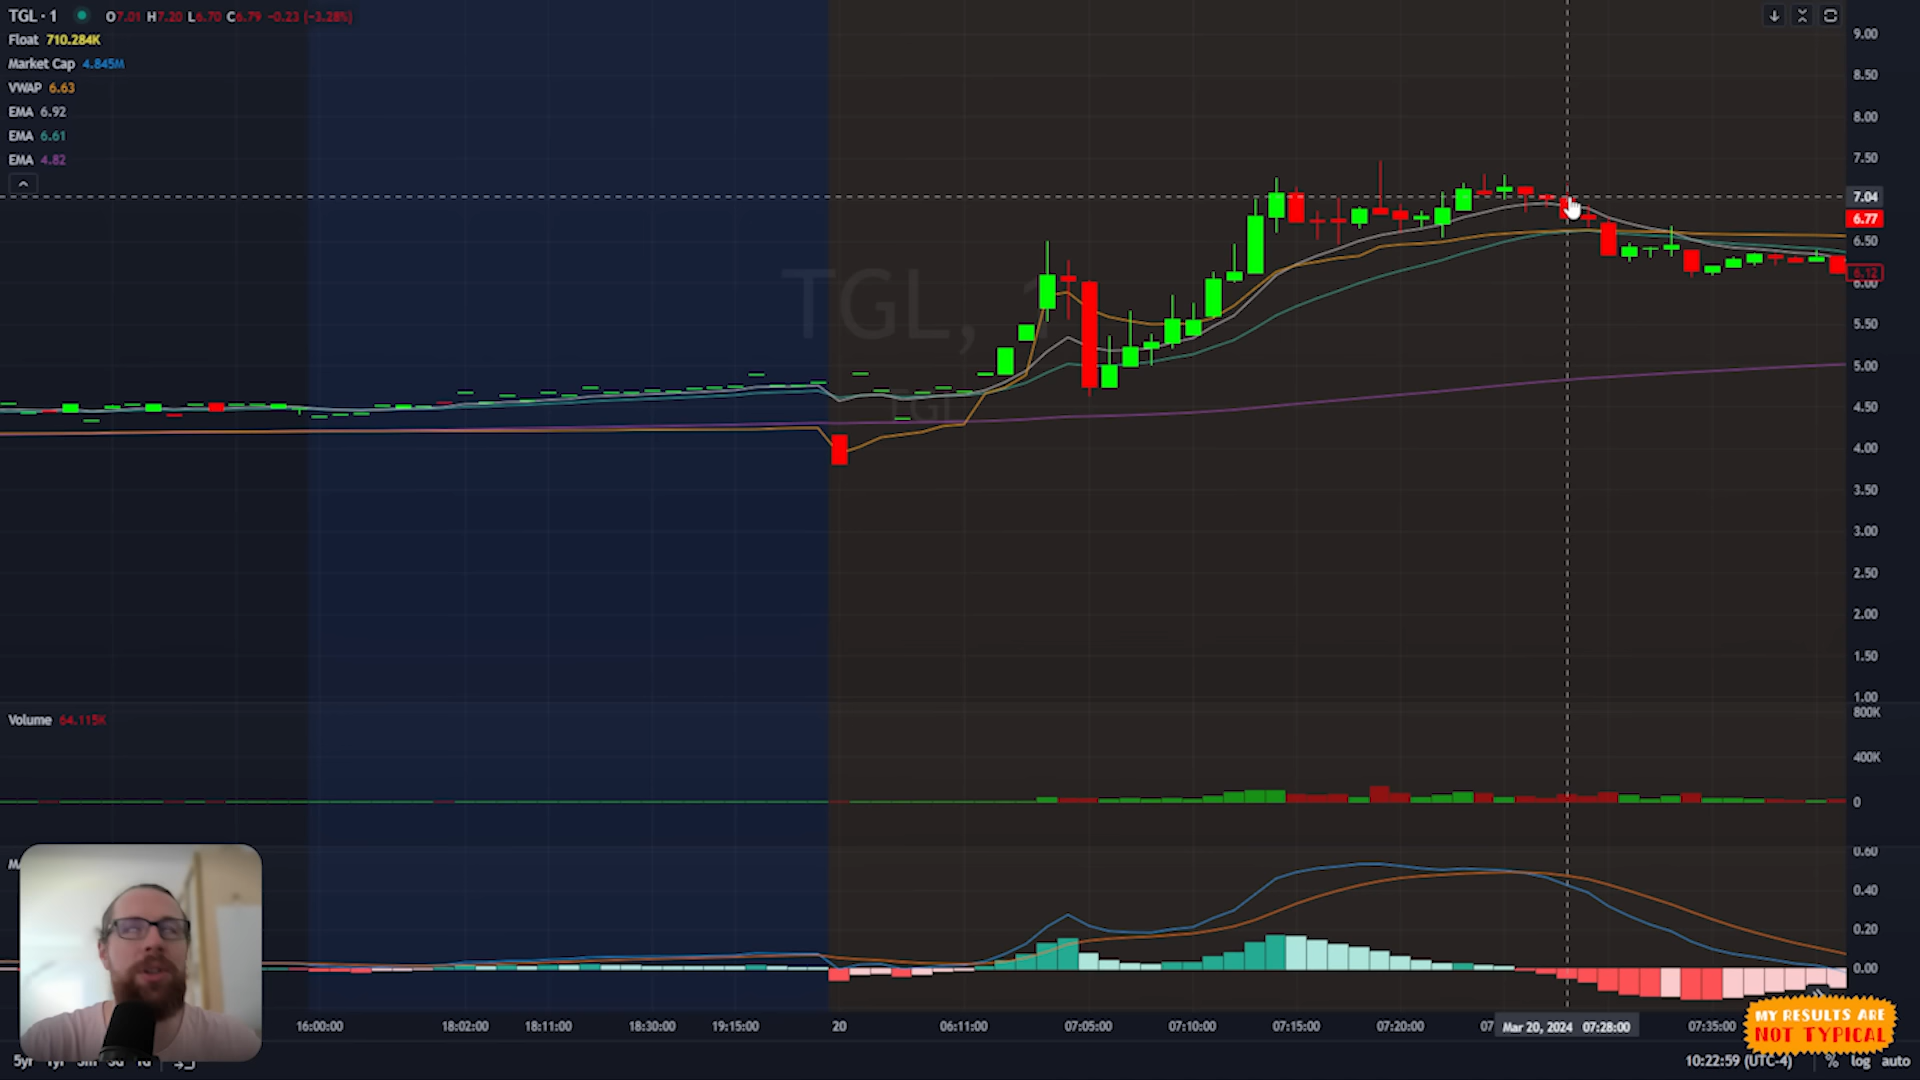 TGL · 1 O7.01 H7.20 L6.70 C6.79 -0.23 (-3.28%)
Float 710.284K
Market Cap 4.845M
VWAP 6.63
EMA 6.92
EMA 6.61
EMA 4.82
TGL, 1
TGL
9.00
8.50
8.00
7.50
7.04
6.77
6.50
6.12
6.00
5.50
5.00
4.50
4.00
3.50
3.00
2.50
2.00
1.50
1.00
Volume 64.115K
800K
400K
0
0.60
0.40
0.20
0.00
16:00:00 18:02:00 18:11:00 18:30:00 19:15:00 20 06:11:00 07:05:00 07:10:00 07:15:00 07:20:00 Mar 20, 2024 07:28:00 07:35:00
MY RESULTS ARE
NOT TYPICAL
5yr
10:22:59 (UTC-4) % log auto